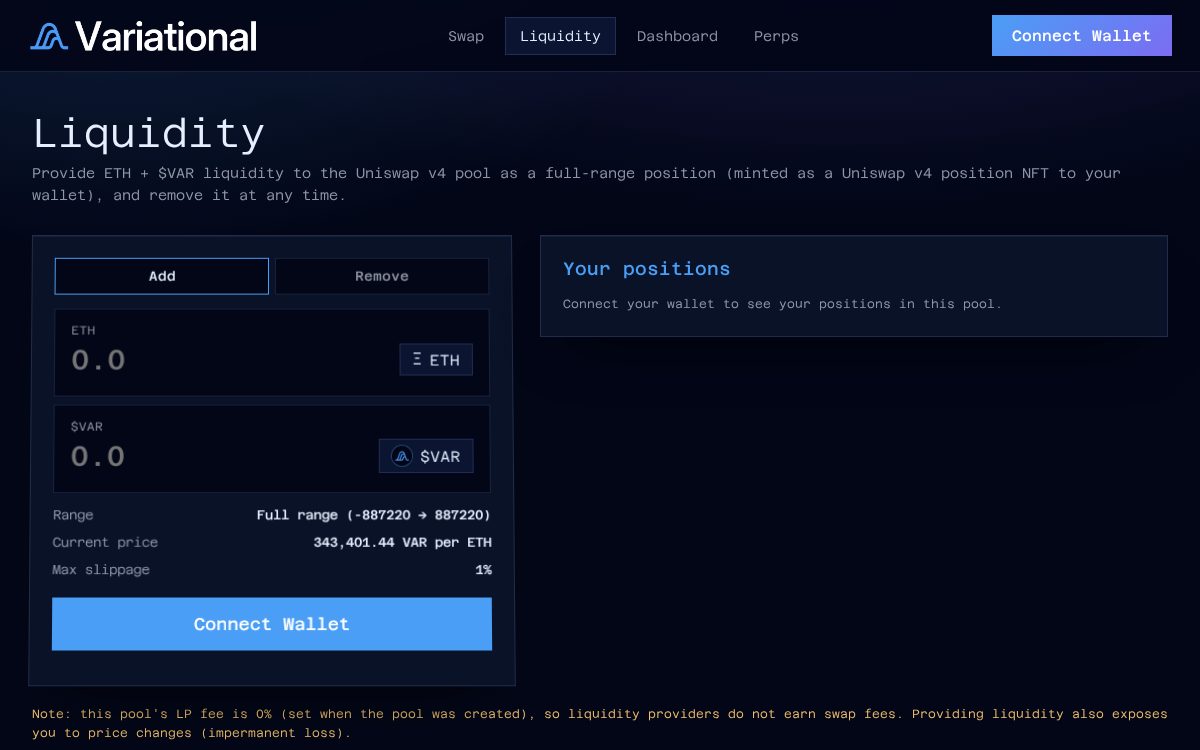 Variational
Swap
Liquidity
Dashboard
Perps
Connect Wallet
Liquidity
Provide ETH + $VAR liquidity to the Uniswap v4 pool as a full-range position (minted as a Uniswap v4 position NFT to your
wallet), and remove it at any time.
Add
Remove
ETH
0.0
Ξ ETH
$VAR
0.0
$VAR
Range
Full range (-887220 → 887220)
Current price
343,401.44 VAR per ETH
Max slippage
1%
Connect Wallet
Your positions
Connect your wallet to see your positions in this pool.
Note: this pool's LP fee is 0% (set when the pool was created), so liquidity providers do not earn swap fees. Providing liquidity also exposes
you to price changes (impermanent loss).